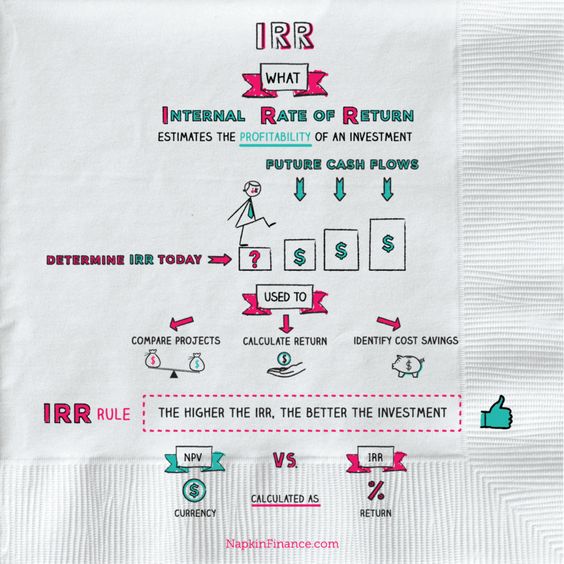 IRR
WHAT
INTERNAL RATE OF RETURN
ESTIMATES THE PROFITABILITY OF AN INVESTMENT
FUTURE CASH FLOWS
DETERMINE IRR TODAY
?
$
$
$
USED TO
COMPARE PROJECTS
CALCULATE RETURN
IDENTIFY COST SAVINGS
$
$
$
$
IRR RULE
THE HIGHER THE IRR, THE BETTER THE INVESTMENT
NPV
VS.
IRR
$
CALCULATED AS
%
CURRENCY
RETURN
NapkinFinance.com